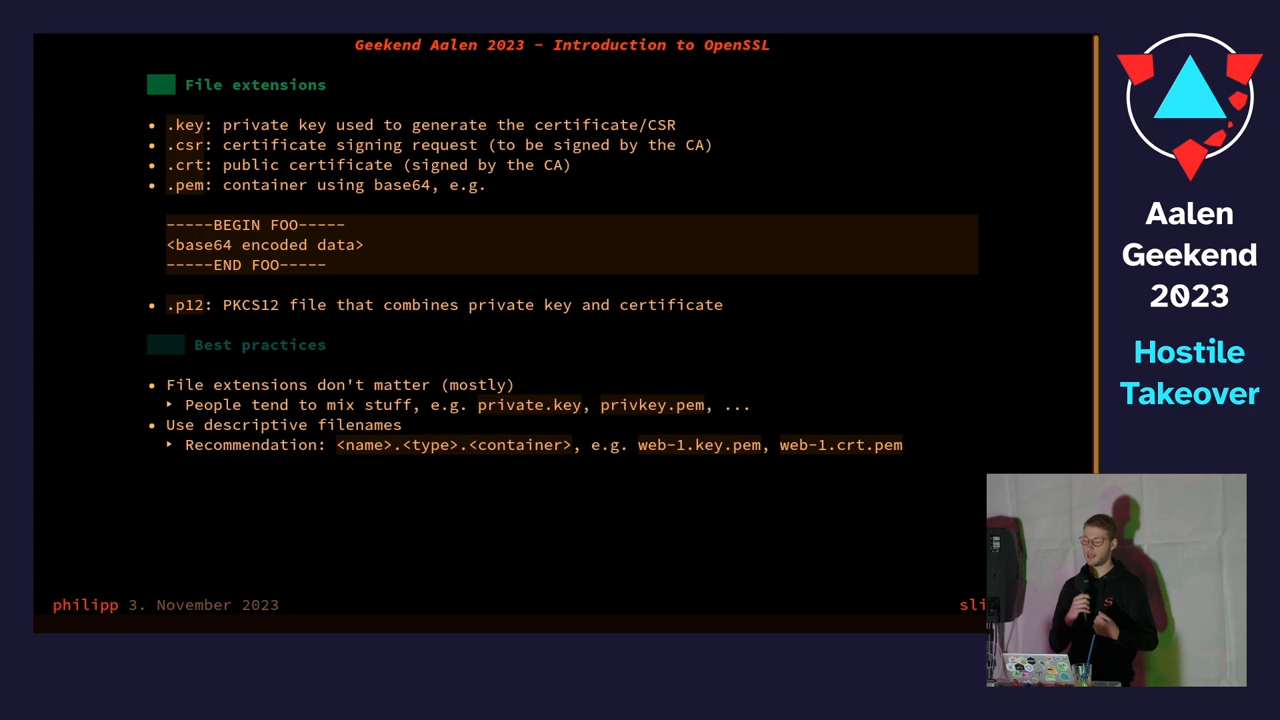 Geekend Aalen 2023 - Introduction to OpenSSL
File extensions
• .key: private key used to generate the certificate/CSR
• .csr: certificate signing request (to be signed by the CA)
• .crt: public certificate (signed by the CA)
• .pem: container using base64, e.g.
-----BEGIN FOO-----
<base64 encoded data>
-----END FOO-----
• .p12: PKCS12 file that combines private key and certificate
Best practices
• File extensions don't matter (mostly)
‣ People tend to mix stuff, e.g. private.key, privkey.pem, ...
• Use descriptive filenames
‣ Recommendation: <name>.<type>.<container>, e.g. web-1.key.pem, web-1.crt.pem
philipp 3. November 2023
sli
Aalen
Geekend
2023
Hostile
Takeover